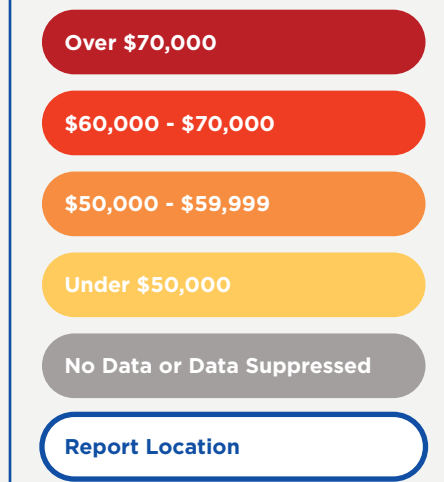 Over $70,000
$60,000 - $70,000
$50,000 - $59,999
Under $50,000
No Data or Data Suppressed
Report Location